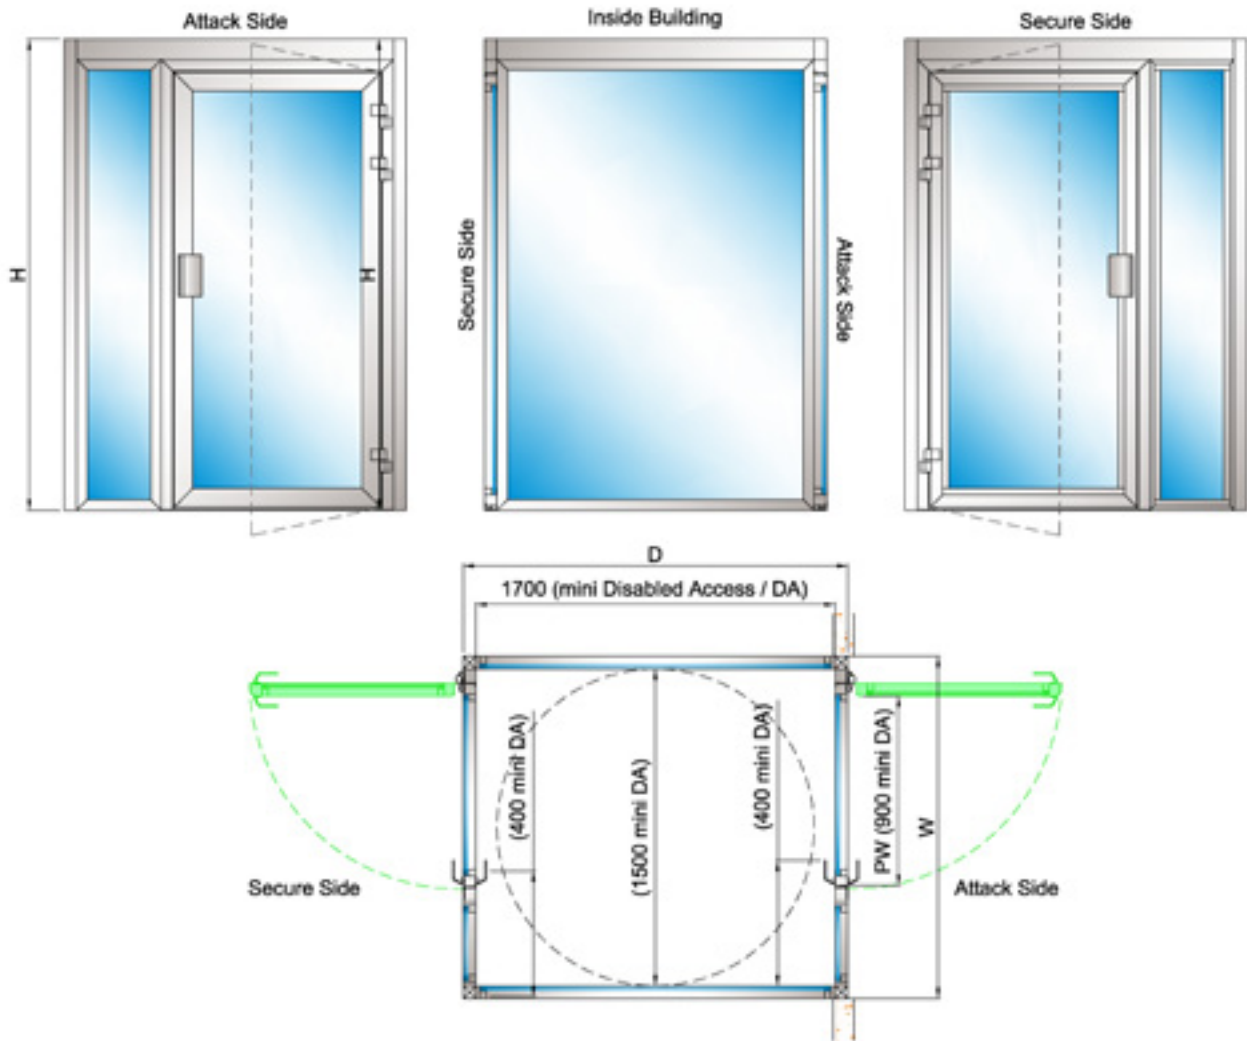 Attack Side
Inside Building
Secure Side
H
H
Secure Side
Attack Side
D
1700 (mini Disabled Access / DA)
(400 mini DA)
(1500 mini DA)
(400 mini DA)
PW (900 mini DA)
W
Secure Side
Attack Side